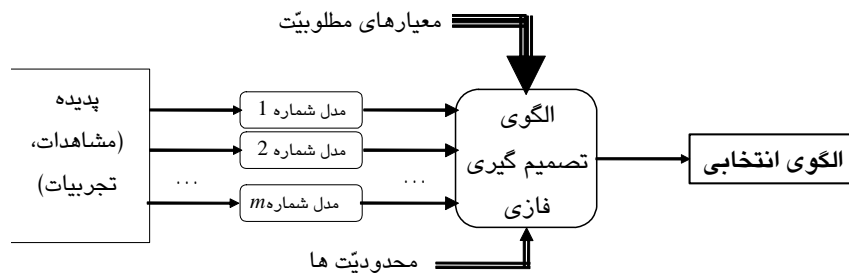 معیارهای مطلوبیّت
پدیده
(مشاهدات،
تجربیات)
مدل شماره 1
مدل شماره 2
...
...
مدل شماره m
الگوی
تصمیم گیری
فازی
الگوی انتخابی
محدودیّت ها